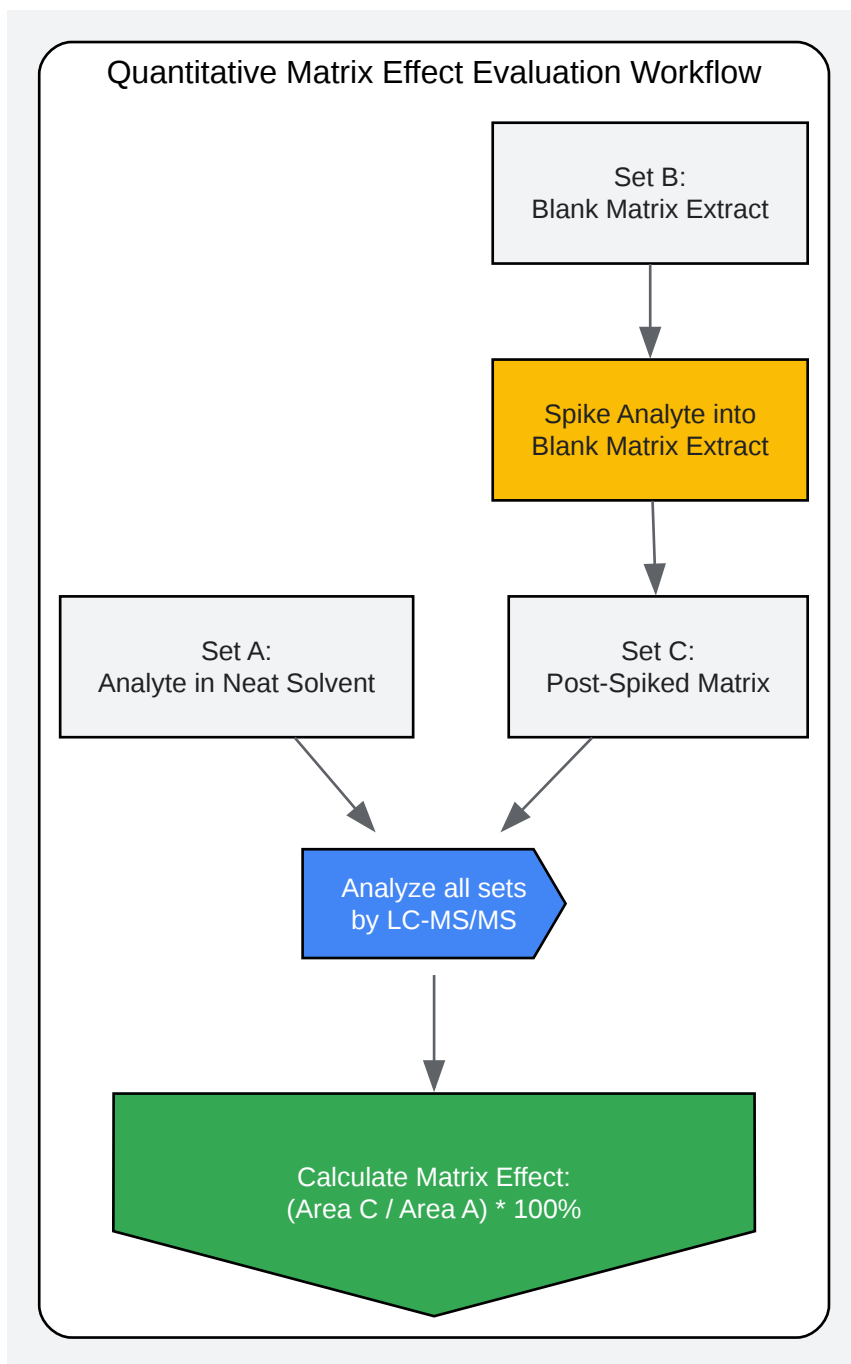 Quantitative Matrix Effect Evaluation Workflow
Set B:
Blank Matrix Extract
Spike Analyte into
Blank Matrix Extract
Set A:
Analyte in Neat Solvent
Set C:
Post-Spiked Matrix
Analyze all sets
by LC-MS/MS
Calculate Matrix Effect:
(Area C / Area A) * 100%